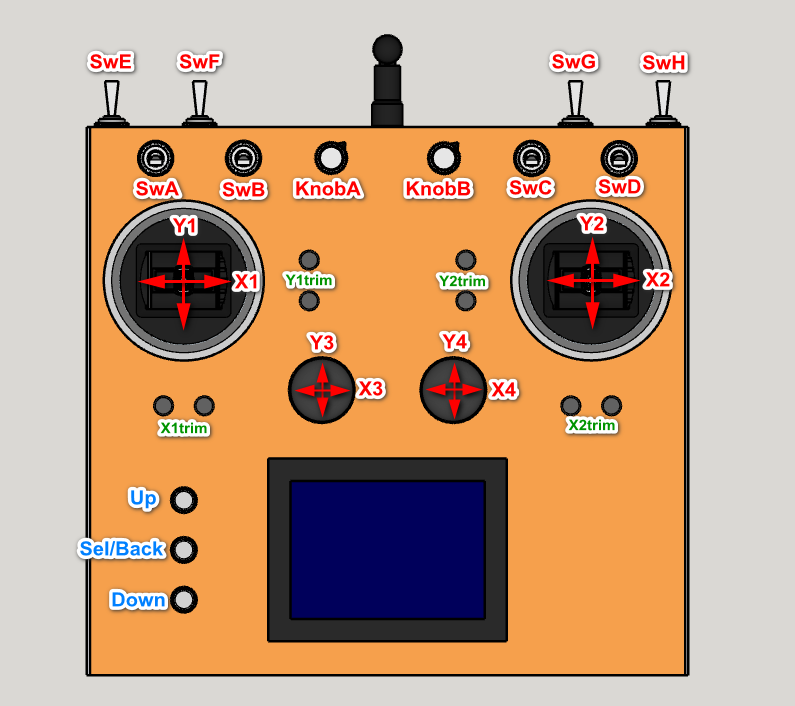 SwE
SwF
SwG
SwH
SwA
SwB
KnobA
KnobB
SwC
SwD
Y1
Y2
X1
Y1trim
Y2trim
X2
Y3
Y4
X3
X4
X1trim
X2trim
Up
Sel/Back
Down